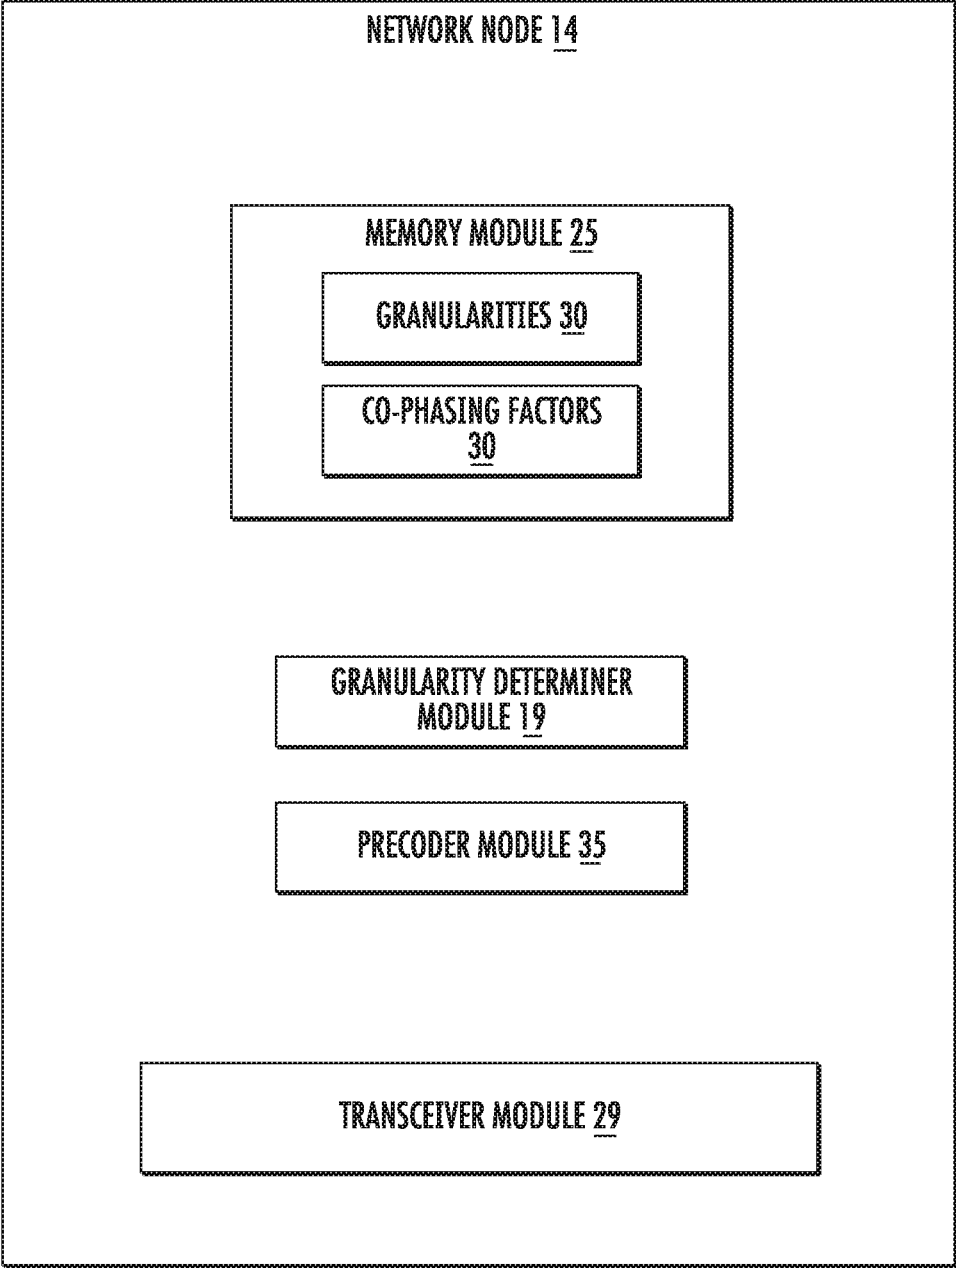 NETWORK NODE 14
MEMORY MODULE 25
GRANULARITIES 30
CO-PHASING FACTORS
30
GRANULARITY DETERMINER
MODULE 19
PRECODER MODULE 35
TRANSCEIVER MODULE 29